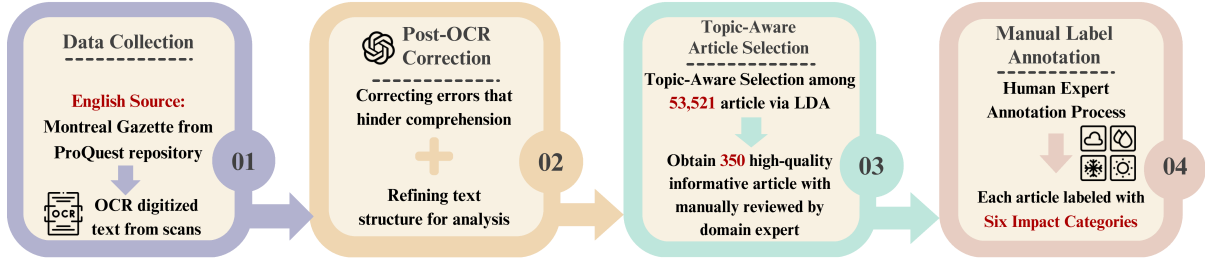 Data Collection
English Source:
Montreal Gazette from
ProQuest repository
OCR
OCR digitized
text from scans
01
Post-OCR
Correction
Correcting errors that
hinder comprehension
Refining text
structure for analysis
02
Topic-Aware
Article Selection
Topic-Aware Selection among
53,521 article via LDA
Obtain 350 high-quality
informative article with
manually reviewed by
domain expert
03
Manual Label
Annotation
Human Expert
Annotation Process
Each article labeled with
Six Impact Categories
04